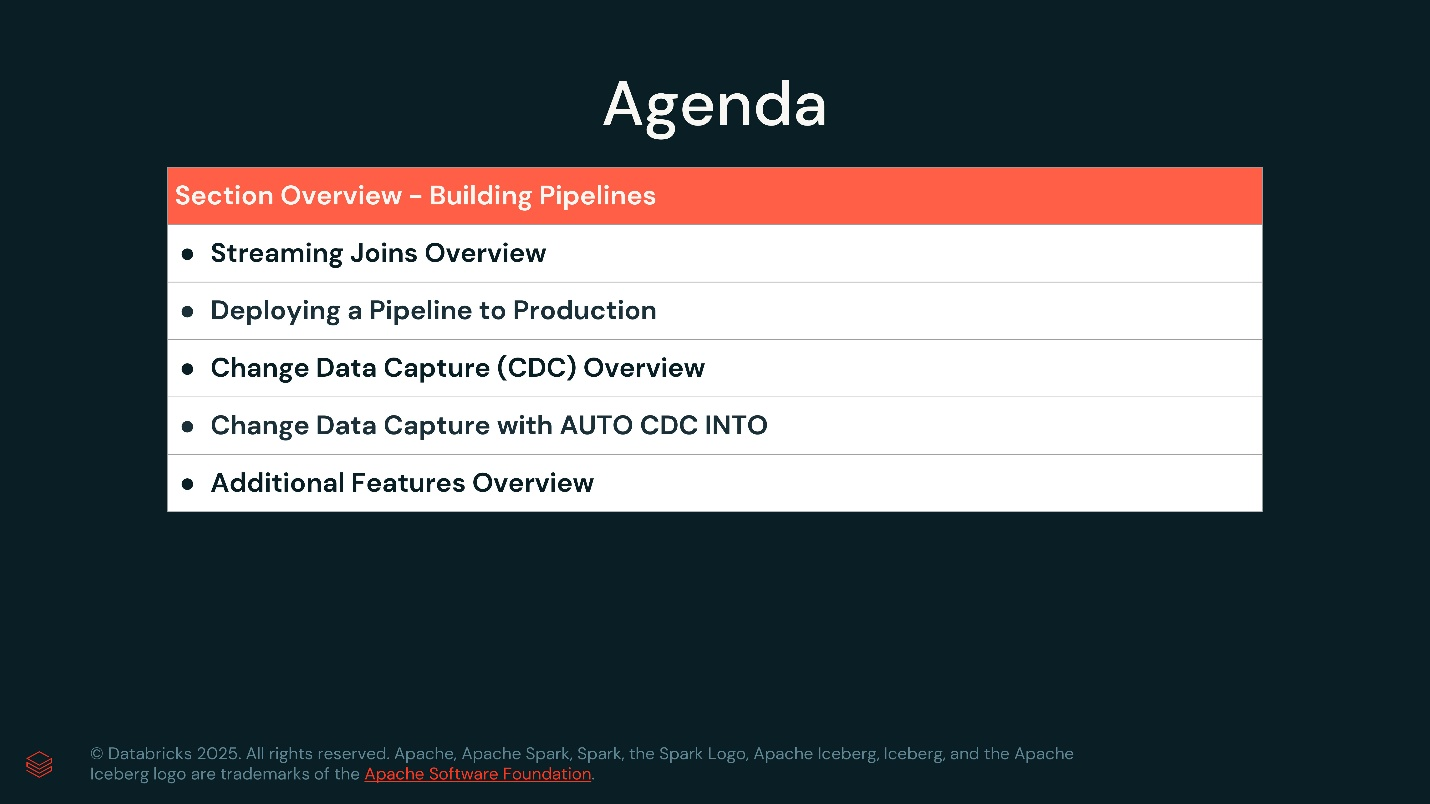 Agenda
Section Overview – Building Pipelines
● Streaming Joins Overview
● Deploying a Pipeline to Production
● Change Data Capture (CDC) Overview
● Change Data Capture with AUTO CDC INTO
● Additional Features Overview
© Databricks 2025. All rights reserved. Apache, Apache Spark, Spark, the Spark Logo, Apache Iceberg, Iceberg, and the Apache
Iceberg logo are trademarks of the Apache Software Foundation.